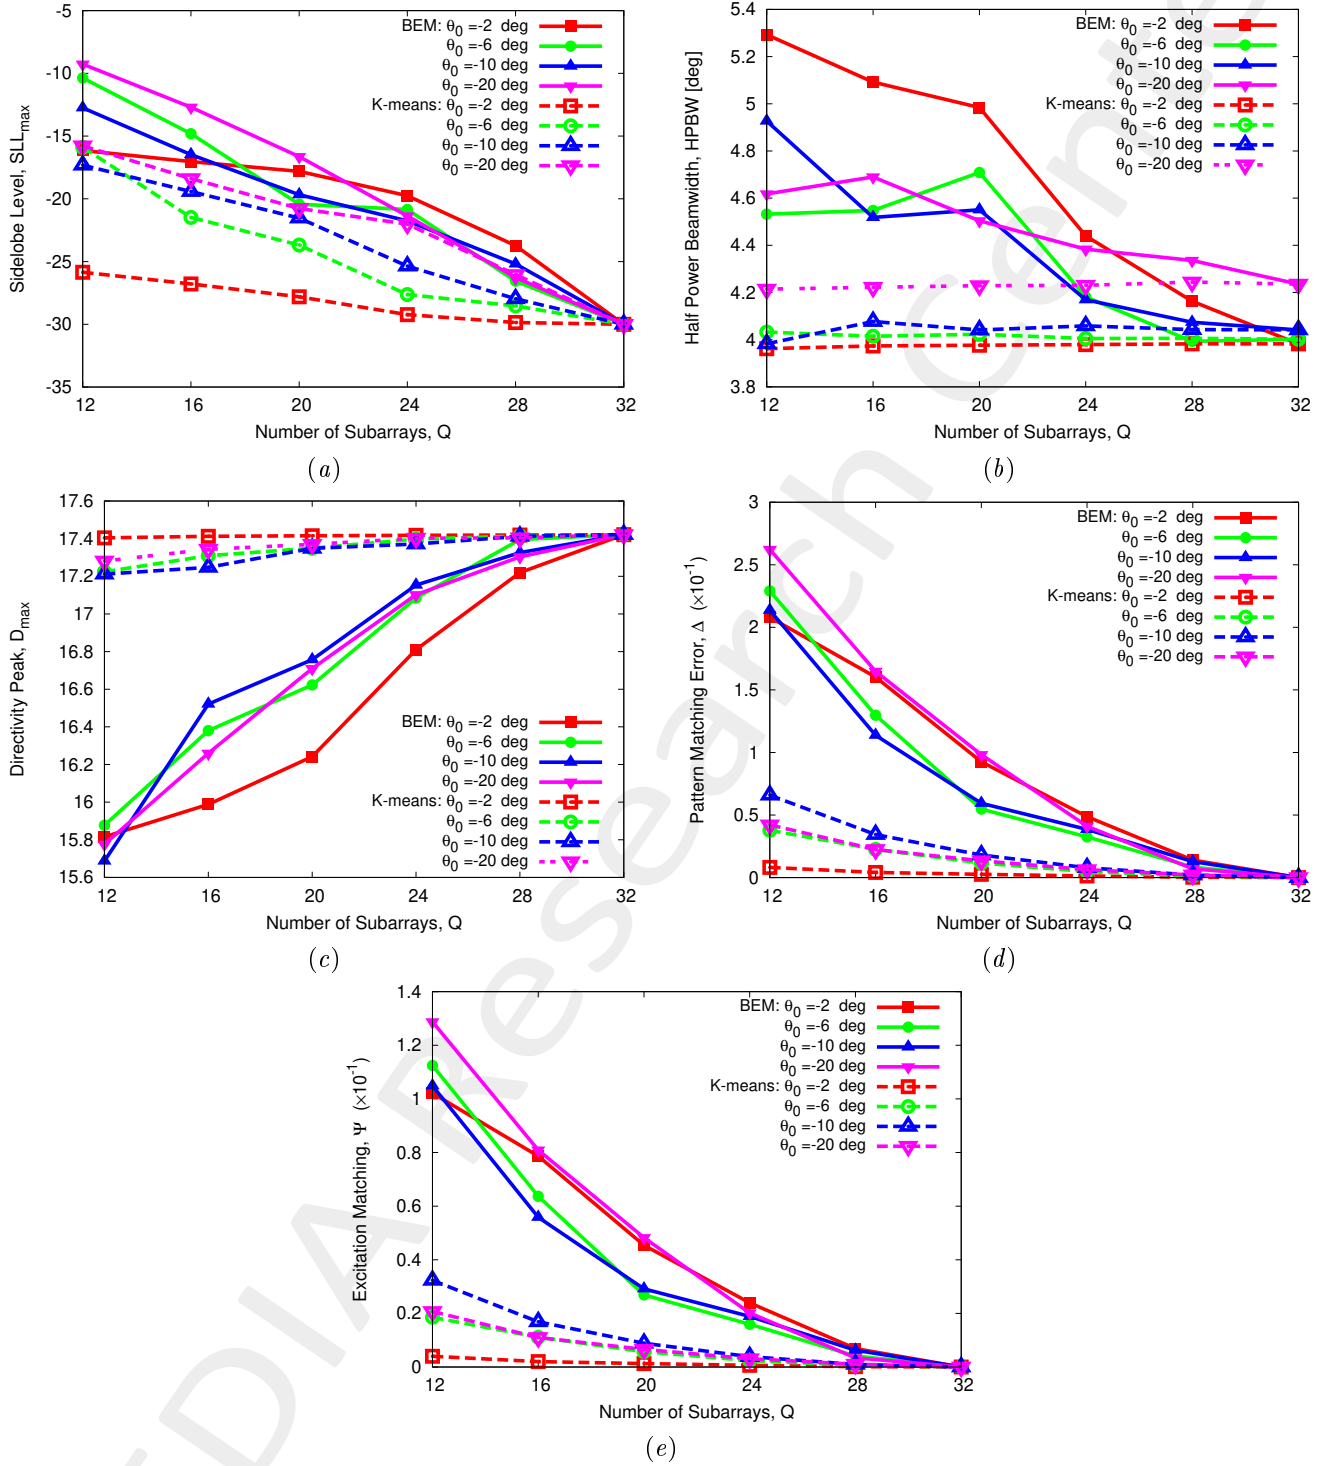 -5
-10
-15
-20
-25
-30
-35
12 16 20 24 28 32
Sidelobe Level, SLLmax
Number of Subarrays, Q
BEM: θ0 =-2 deg
θ0 =-6 deg
θ0 =-10 deg
θ0 =-20 deg
K-means: θ0 =-2 deg
θ0 =-6 deg
θ0 =-10 deg
θ0 =-20 deg
(a)
5.4
5.2
5
4.8
4.6
4.4
4.2
4
3.8
12 16 20 24 28 32
Half Power Beamwidth, HPBW [deg]
Number of Subarrays, Q
BEM: θ0 =-2 deg
θ0 =-6 deg
θ0 =-10 deg
θ0 =-20 deg
K-means: θ0 =-2 deg
θ0 =-6 deg
θ0 =-10 deg
θ0 =-20 deg
(b)
17.6
17.4
17.2
17
16.8
16.6
16.4
16.2
16
15.8
15.6
12 16 20 24 28 32
Directivity Peak, Dmax
Number of Subarrays, Q
BEM: θ0 =-2 deg
θ0 =-6 deg
θ0 =-10 deg
θ0 =-20 deg
K-means: θ0 =-2 deg
θ0 =-6 deg
θ0 =-10 deg
θ0 =-20 deg
(c)
3
2.5
2
1.5
1
0.5
0
12 16 20 24 28 32
Pattern Matching Error, Δ (×10-1)
Number of Subarrays, Q
BEM: θ0 =-2 deg
θ0 =-6 deg
θ0 =-10 deg
θ0 =-20 deg
K-means: θ0 =-2 deg
θ0 =-6 deg
θ0 =-10 deg
θ0 =-20 deg
(d)
1.4
1.2
1
0.8
0.6
0.4
0.2
0
12 16 20 24 28 32
Excitation Matching, Ψ (×10-1)
Number of Subarrays, Q
BEM: θ0 =-2 deg
θ0 =-6 deg
θ0 =-10 deg
θ0 =-20 deg
K-means: θ0 =-2 deg
θ0 =-6 deg
θ0 =-10 deg
θ0 =-20 deg
(e)
EDIA Research Cente